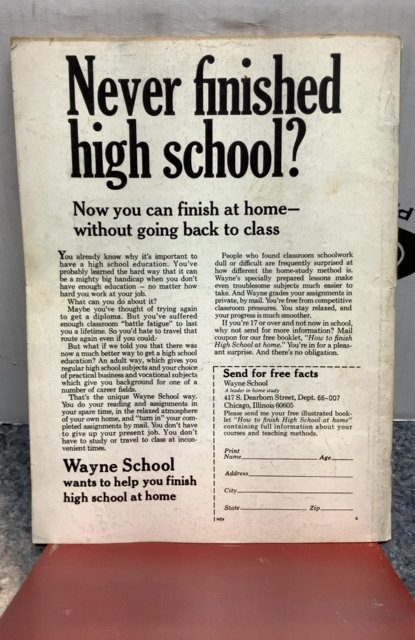 Never finished
high school?
Now you can finish at home—
without going back to class
You already know why it's important to
have a high school education. You've
probably learned the hard way that it can
be a mighty big handicap when you don't
have enough education – no matter how
hard you work at your job.
What can you do about it?
Maybe you've thought of trying again
to get a diploma. But you've suffered
enough classroom "battle fatigue" to last
you a lifetime. So you'd hate to travel that
route again even if you could.
But what if we told you that there was
now a much better way to get a high school
education? An adult way, which gives you
regular high school subjects and your choice
of practical business and vocational subjects
which give you background for one of a
number of career fields.
That's the unique Wayne School way.
You do your reading and assignments in
your spare time, in the relaxed atmosphere
of your own home, and "turn in" your com-
pleted assignments by mail. You don't have
to give up your present job. You don't
have to study or travel to class at incon-
venient times.
Wayne School
wants to help you finish
high school at home
People who found classroom schoolwork
dull or difficult are frequently surprised at
how different the home-study method is.
Wayne's specially prepared lessons make
even troublesome subjects much easier to
take. And Wayne grades your assignments in
private, by mail. You're free from competitive
classroom pressures. You stay relaxed, and
your progress is much smoother.
If you're 17 or over and not now in school,
why not send for more information? Mail
coupon for our free booklet, "How to finish
High School at home." You're in for a pleas-
ant surprise. And there's no obligation.
Send for free facts
Wayne School
A leader in home study
417 S. Dearborn Street, Dept. 66-007
Chicago, Illinois 60605
Please send me your free illustrated book-
let "How to finish High School at home"
containing full information about your
courses and teaching methods.
Print
Name Age
Address
City
State Zip